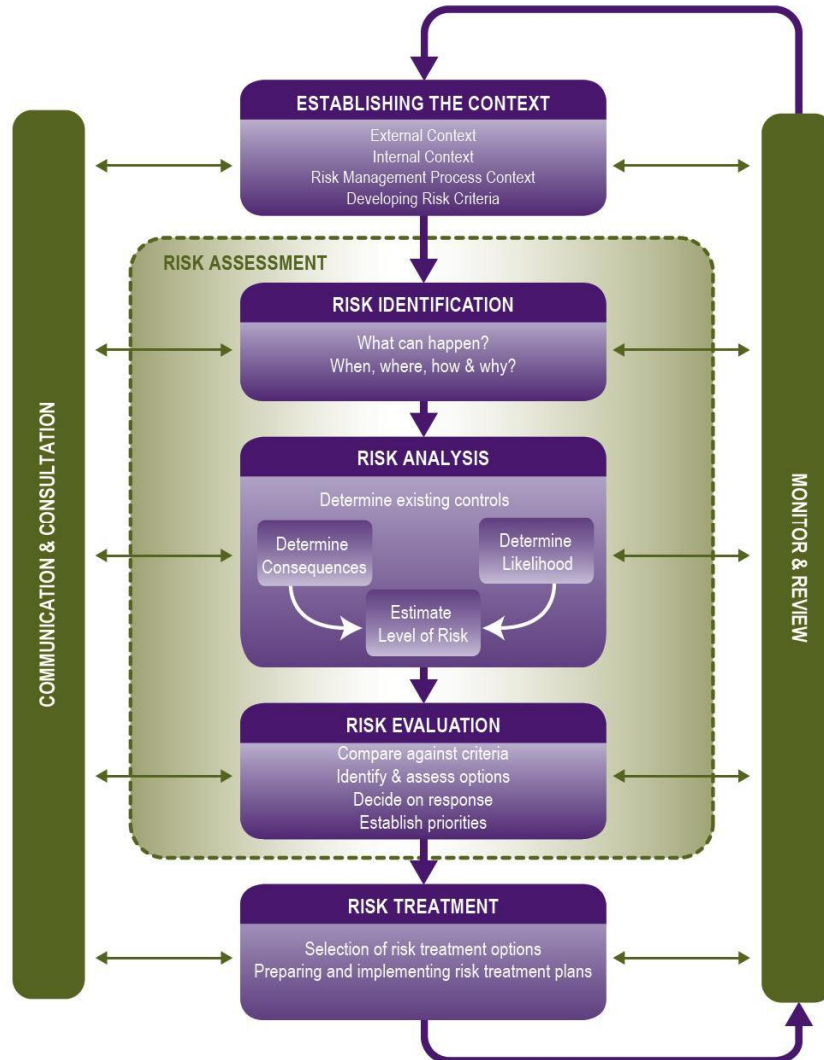 ESTABLISHING THE CONTEXT
External Context
Internal Context
Risk Management Process Context
Developing Risk Criteria
RISK ASSESSMENT
RISK IDENTIFICATION
What can happen?
When, where, how & why?
RISK ANALYSIS
Determine existing controls
Determine
Consequences
Determine
Likelihood
Estimate
Level of Risk
RISK EVALUATION
Compare against criteria
Identify & assess options
Decide on response
Establish priorities
RISK TREATMENT
Selection of risk treatment options
Preparing and implementing risk treatment plans
COMMUNICATION & CONSULTATION
MONITOR & REVIEW